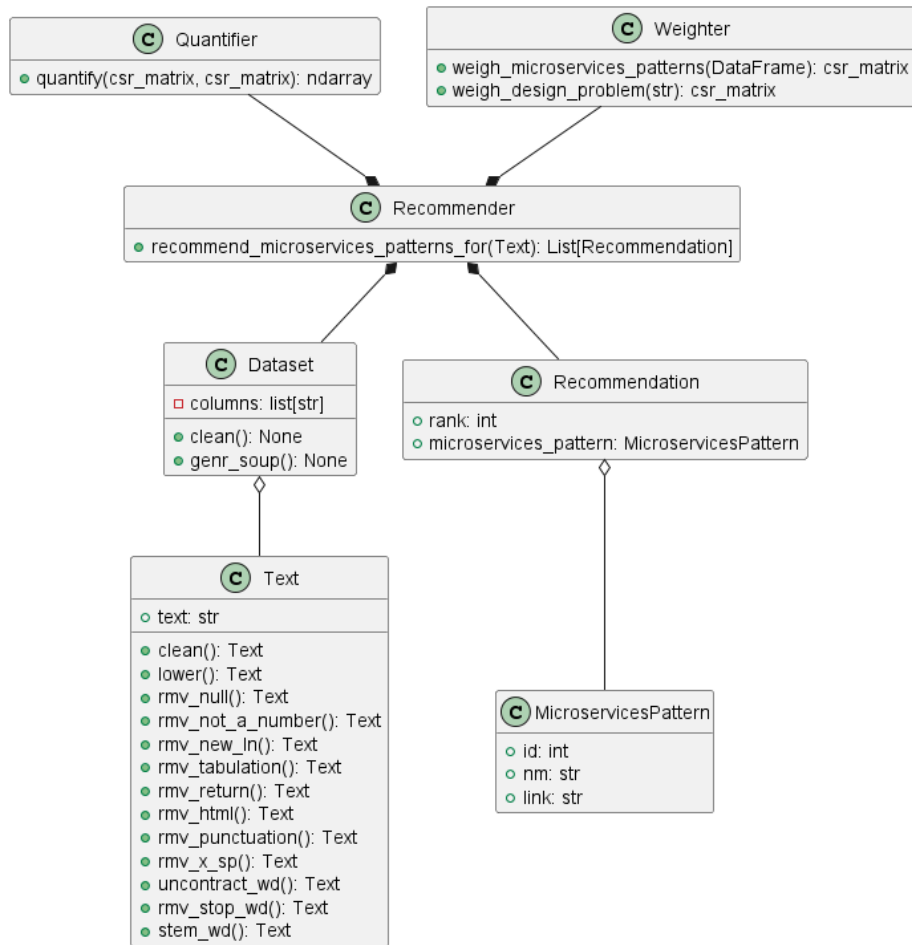 C Quantifier
quantify(csr_matrix, csr_matrix): ndarray
C Weighter
weigh_microservices_patterns(DataFrame): csr_matrix
weigh_design_problem(str): csr_matrix
C Recommender
recommend_microservices_patterns_for(Text): List[Recommendation]
C Dataset
columns: list[str]
clean(): None
genr_soup(): None
C Recommendation
rank: int
microservices_pattern: MicroservicesPattern
C Text
text: str
clean(): Text
lower(): Text
rmv_null(): Text
rmv_not_a_number(): Text
rmv_new_ln(): Text
rmv_tabulation(): Text
rmv_return(): Text
rmv_html(): Text
rmv_punctuation(): Text
rmv_x_sp(): Text
uncontract_wd(): Text
rmv_stop_wd(): Text
stem_wd(): Text
C MicroservicesPattern
id: int
nm: str
link: str